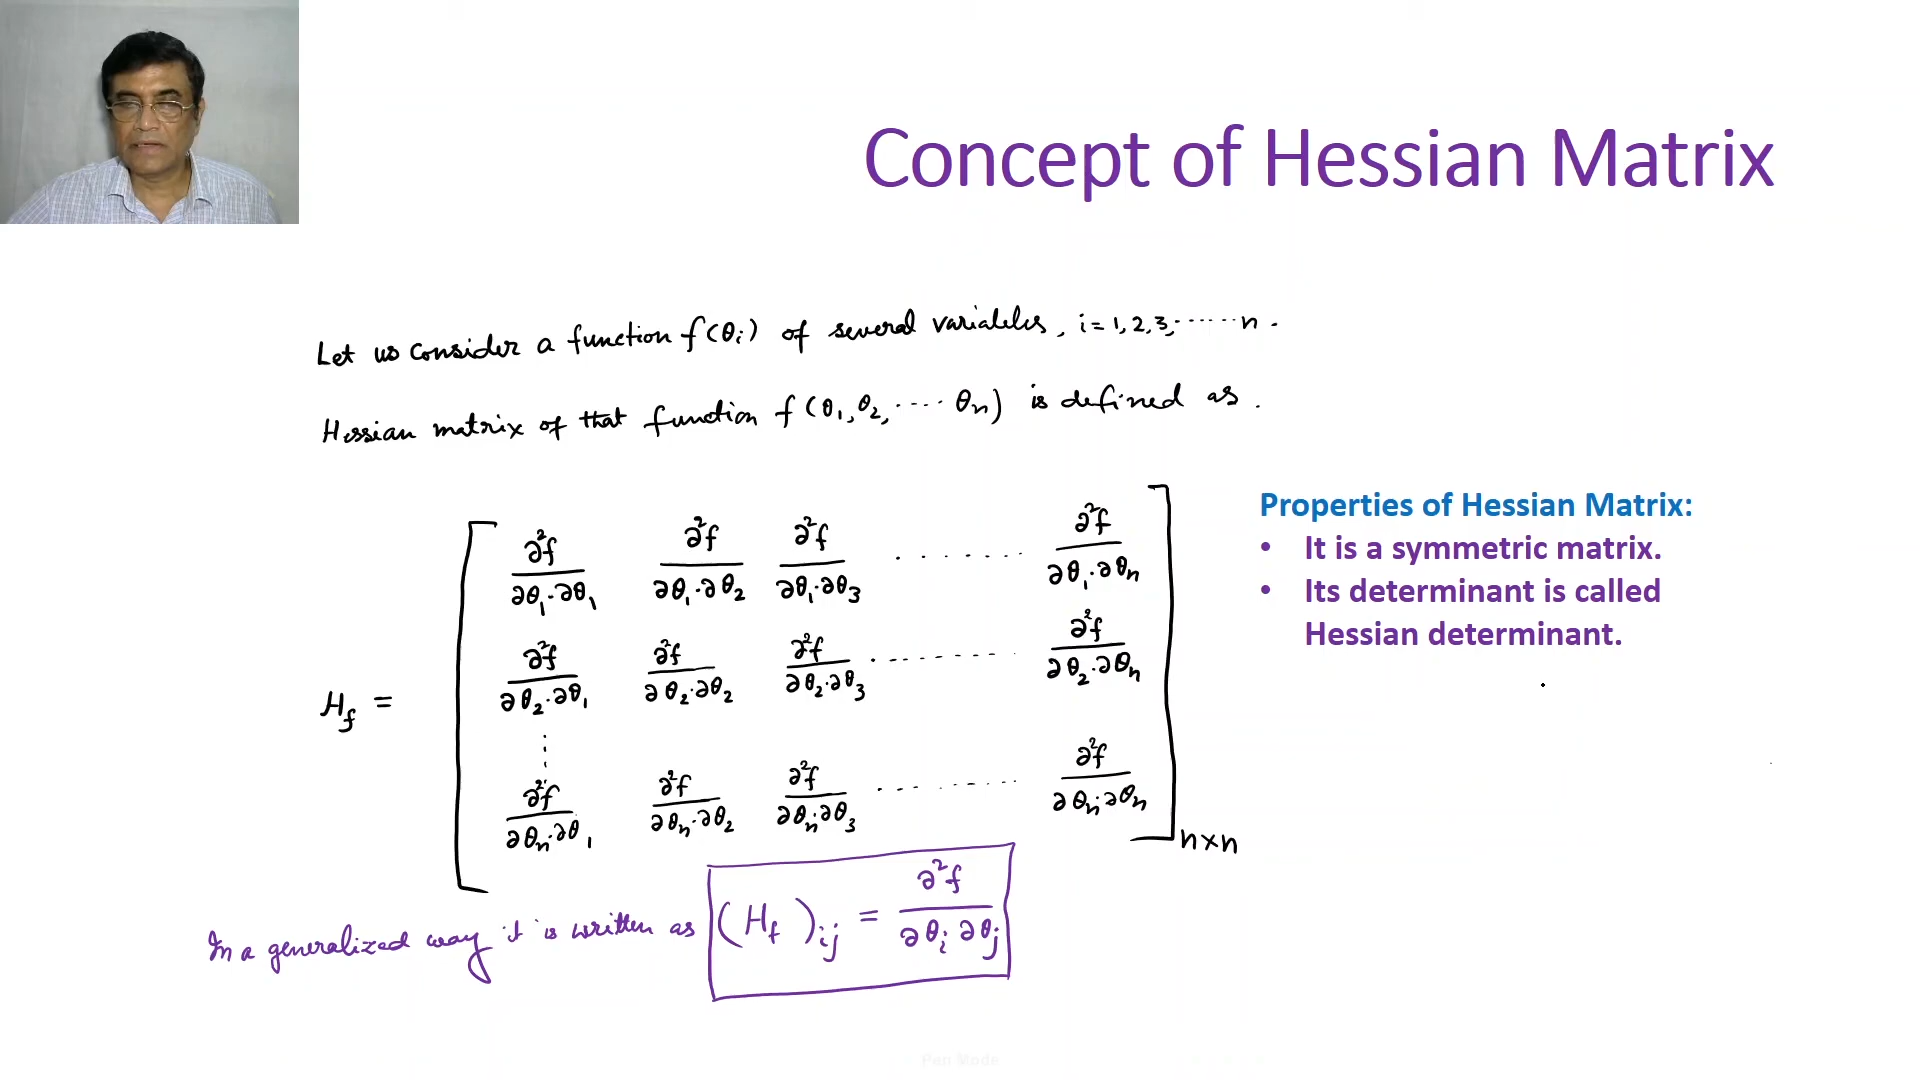 Concept of Hessian Matrix
Let us consider a function f(θᵢ) of several variables, i = 1, 2, 3, ...... n.
Hessian matrix of that function f(θ₁, θ₂, ..... θₙ) is defined as.
H_f = [ ∂²f/∂θ₁·∂θ₁ ∂²f/∂θ₁·∂θ₂ ∂²f/∂θ₁·∂θ₃ ....... ∂²f/∂θ₁·∂θₙ
∂²f/∂θ₂·∂θ₁ ∂²f/∂θ₂·∂θ₂ ∂²f/∂θ₂·∂θ₃ ......... ∂²f/∂θ₂·∂θₙ
⋮
∂²f/∂θₙ·∂θ₁ ∂²f/∂θₙ·∂θ₂ ∂²f/∂θₙ·∂θ₃ ........ ∂²f/∂θₙ·∂θₙ ] n×n
Properties of Hessian Matrix:
• It is a symmetric matrix.
• Its determinant is called
Hessian determinant.
In a generalized way it is written as (H_f)ᵢⱼ = ∂²f/∂θᵢ ∂θⱼ
Pen Mode